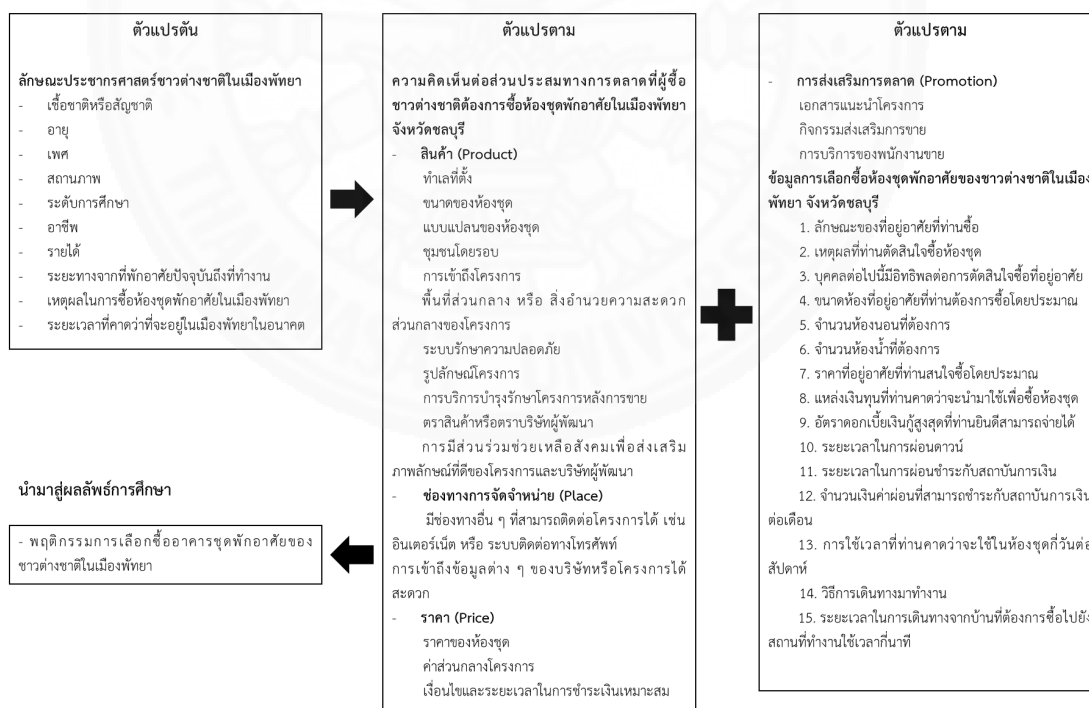 ตัวแปรต้น
ลักษณะประชากรศาสตร์ชาวต่างชาติในเมืองพัทยา
- เชื้อชาติหรือสัญชาติ
- อายุ
- เพศ
- สถานภาพ
- ระดับการศึกษา
- อาชีพ
- รายได้
- ระยะทางจากที่พักอาศัยปัจจุบันถึงที่ทำงาน
- เหตุผลในการซื้อห้องชุดพักอาศัยในเมืองพัทยา
- ระยะเวลาที่คาดว่าที่จะอยู่ในเมืองพัทยาในอนาคต
ตัวแปรตาม
ความคิดเห็นต่อส่วนประสมทางการตลาดที่ผู้ซื้อ
ชาวต่างชาติต้องการซื้อห้องชุดพักอาศัยในเมืองพัทยา
จังหวัดชลบุรี
- สินค้า (Product)
ทำเลที่ตั้ง
ขนาดของห้องชุด
แบบแปลนของห้องชุด
ชุมชนโดยรอบ
การเข้าถึงโครงการ
พื้นที่ส่วนกลาง หรือ สิ่งอำนวยความสะดวก
ส่วนกลางของโครงการ
ระบบรักษาความปลอดภัย
รูปลักษณ์โครงการ
การบริการบำรุงรักษาโครงการหลังการขาย
ตราสินค้าหรือตราบริษัทผู้พัฒนา
การมีส่วนร่วมช่วยเหลือสังคมเพื่อส่งเสริม
ภาพลักษณ์ที่ดีของโครงการและบริษัทผู้พัฒนา
- ช่องทางการจัดจำหน่าย (Place)
มีช่องทางอื่น ๆ ที่สามารถติดต่อโครงการได้ เช่น
อินเตอร์เน็ต หรือ ระบบติดต่อทางโทรศัพท์
การเข้าถึงข้อมูลต่าง ๆ ของบริษัทหรือโครงการได้
สะดวก
- ราคา (Price)
ราคาของห้องชุด
ค่าส่วนกลางโครงการ
เงื่อนไขและระยะเวลาในการชำระเงินเหมาะสม
ตัวแปรตาม
- การส่งเสริมการตลาด (Promotion)
เอกสารแนะนำโครงการ
กิจกรรมส่งเสริมการขาย
การบริการของพนักงานขาย
ข้อมูลการเลือกซื้อห้องชุดพักอาศัยของชาวต่างชาติในเมือง
พัทยา จังหวัดชลบุรี
1. ลักษณะของที่อยู่อาศัยที่ท่านซื้อ
2. เหตุผลที่ท่านตัดสินใจซื้อห้องชุด
3. บุคคลต่อไปนี้มีอิทธิพลต่อการตัดสินใจซื้อที่อยู่อาศัย
4. ขนาดห้องที่อยู่อาศัยที่ท่านต้องการซื้อโดยประมาณ
5. จำนวนห้องนอนที่ต้องการ
6. จำนวนห้องน้ำที่ต้องการ
7. ราคาที่อยู่อาศัยที่ท่านสนใจซื้อโดยประมาณ
8. แหล่งเงินทุนที่ท่านคาดว่าจะนำมาใช้เพื่อซื้อห้องชุด
9. อัตราดอกเบี้ยเงินกู้สูงสุดที่ท่านยินดีสามารถจ่ายได้
10. ระยะเวลาในการผ่อนดาวน์
11. ระยะเวลาในการผ่อนชำระกับสถาบันการเงิน
12. จำนวนเงินค่าผ่อนที่สามารถชำระกับสถาบันการเงิน
ต่อเดือน
13. การใช้เวลาที่ท่านคาดว่าจะใช้ในห้องชุดกี่วันต่อ
สัปดาห์
14. วิธีการเดินทางมาทำงาน
15. ระยะเวลาในการเดินทางจากบ้านที่ต้องการซื้อไปยัง
สถานที่ทำงานใช้เวลากี่นาที
นำมาสู่ผลลัพธ์การศึกษา
- พฤติกรรมการเลือกซื้ออาคารชุดพักอาศัยของ
ชาวต่างชาติในเมืองพัทยา